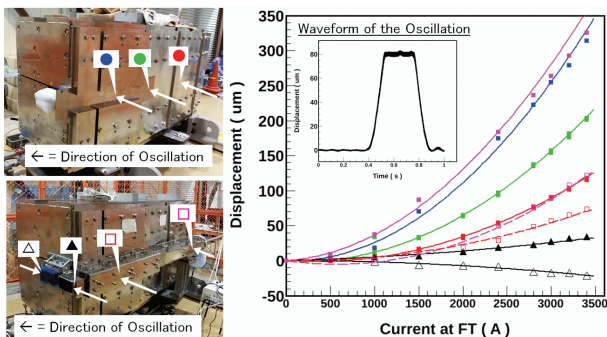 ← = Direction of Oscillation
← = Direction of Oscillation
Waveform of the Oscillation
Displacement ( um )
80
60
40
20
0
0 0.2 0.4 0.6 0.8 1
Time ( s )
Displacement ( um )
350
300
250
200
150
100
50
0
-50
0 500 1000 1500 2000 2500 3000 3500
Current at FT ( A )